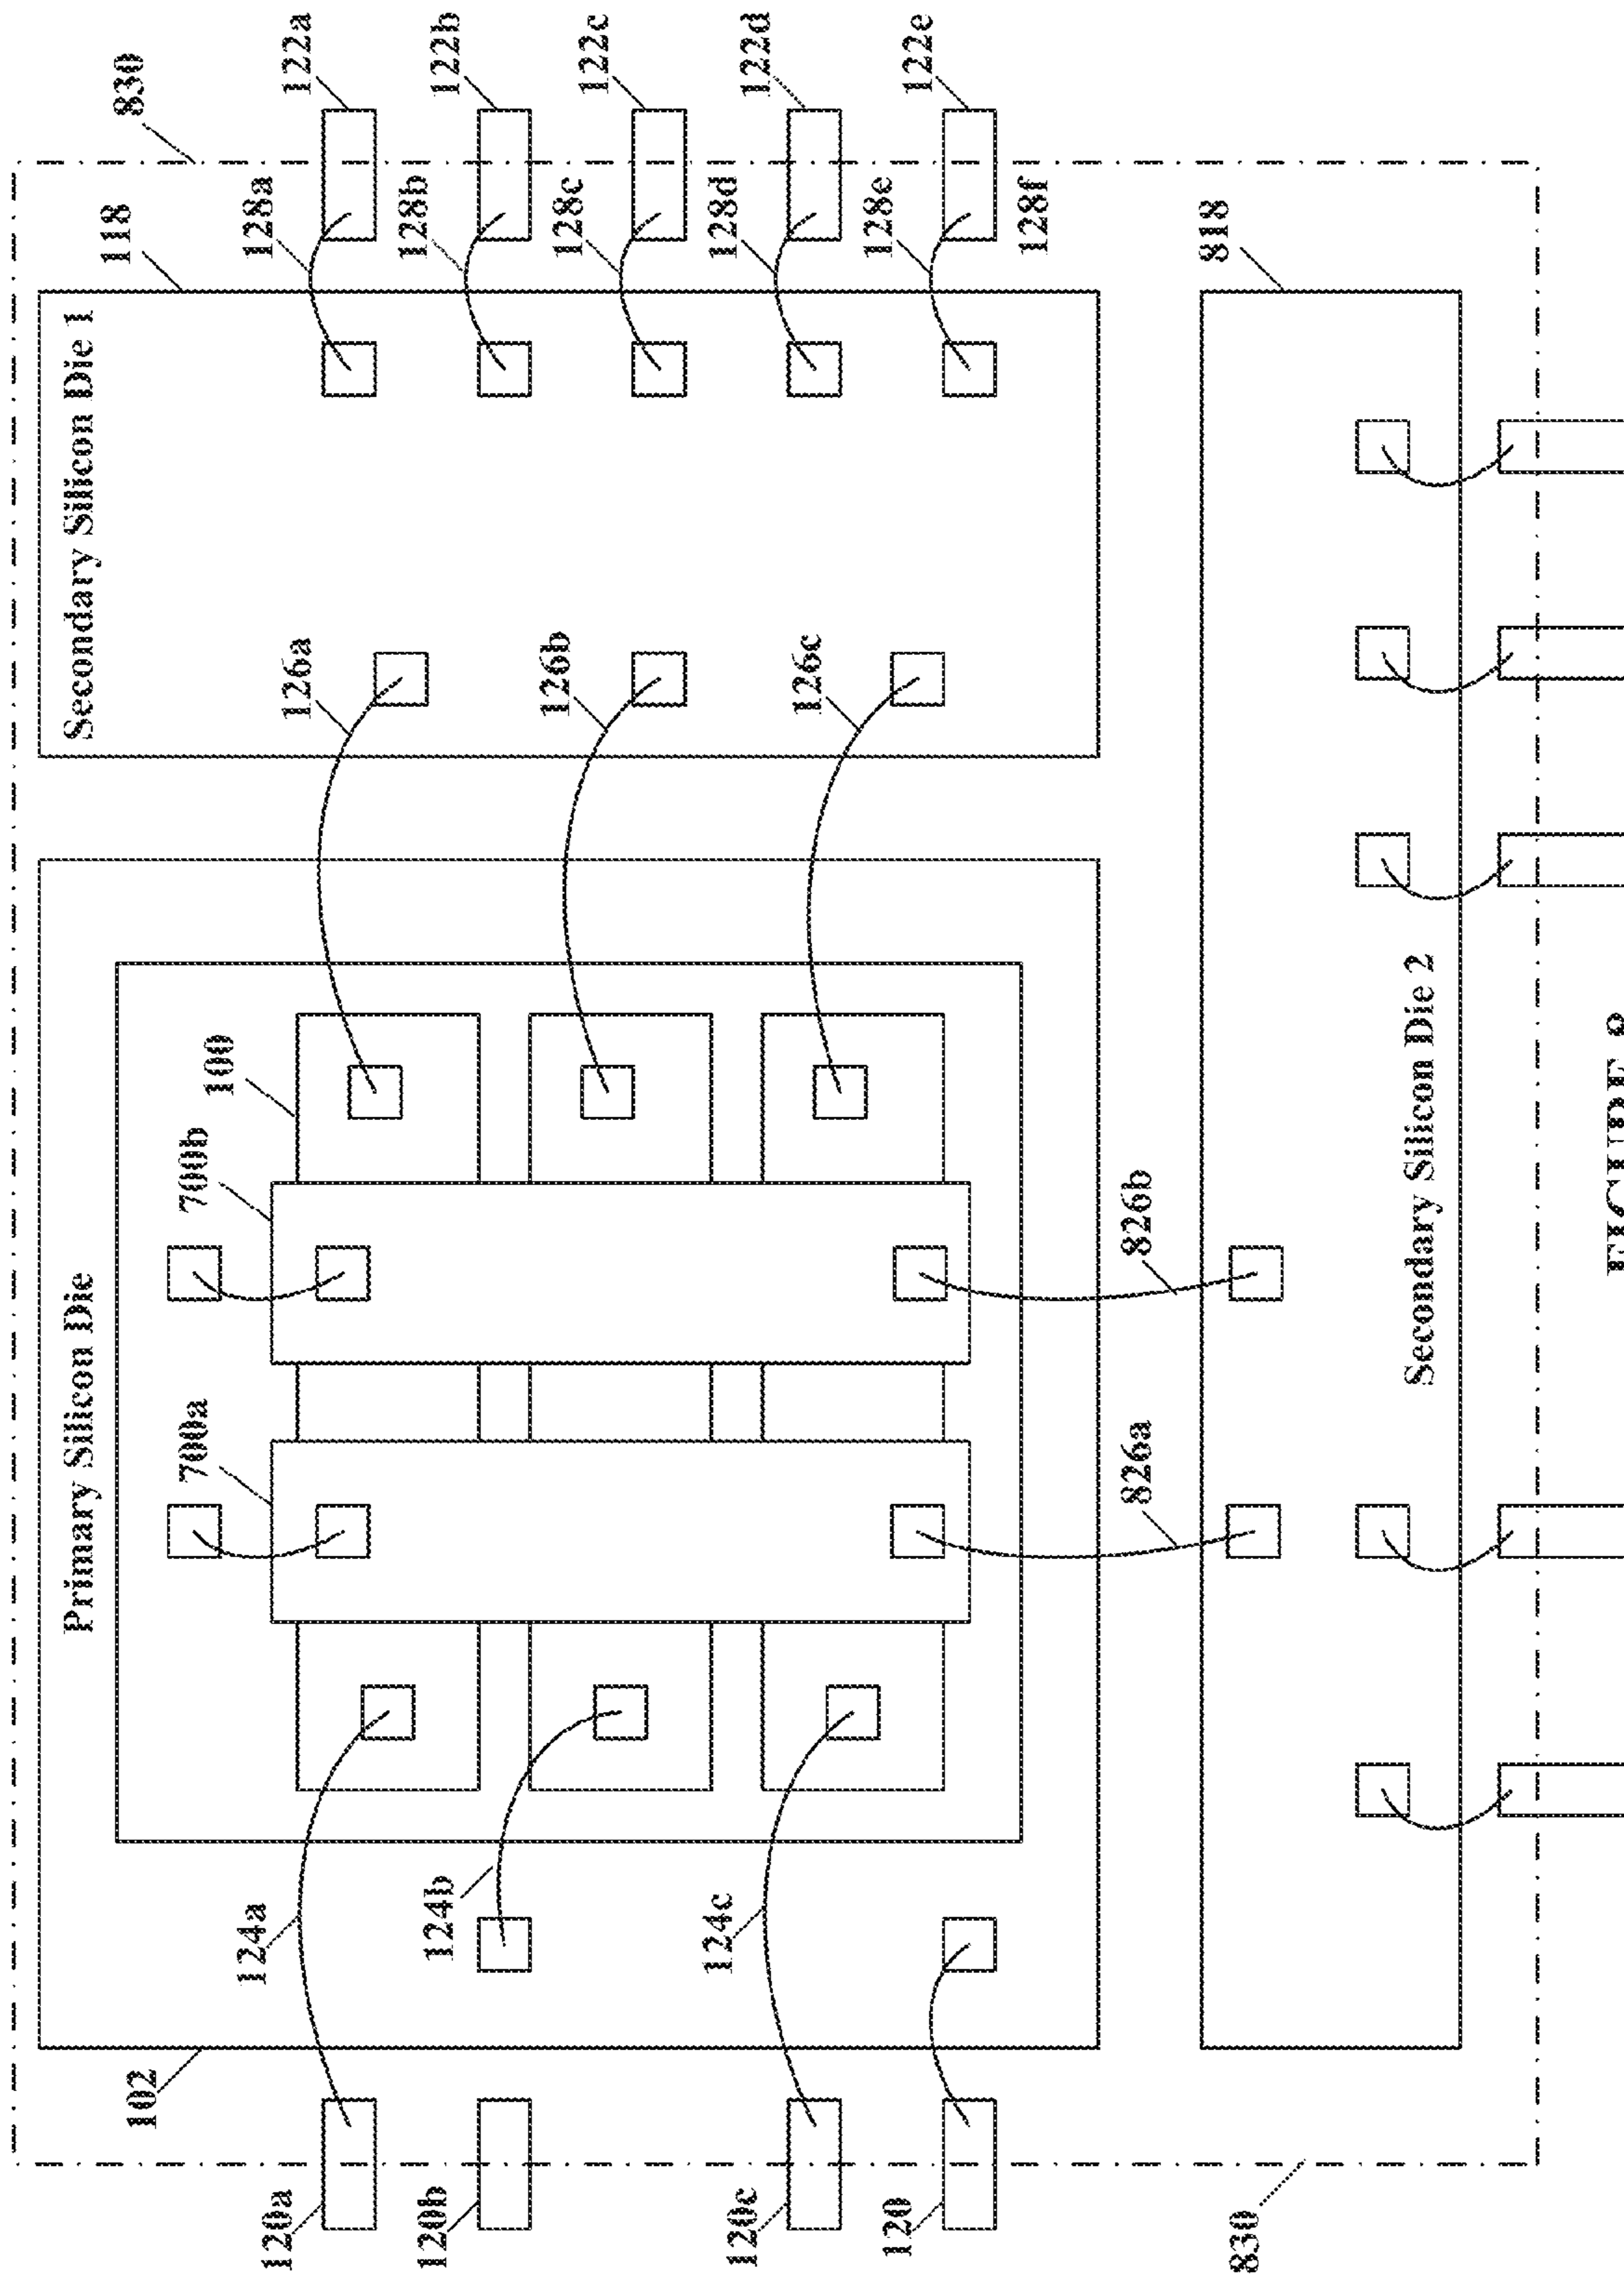 830
118
Secondary Silicon Die 1
122a
122b
122c
122d
122e
128a
128b
128c
128d
128e
128f
126a
126b
126c
Primary Silicon Die
100
700b
700a
124a
124b
124c
102
120a
120b
120c
120
826b
826a
818
Secondary Silicon Die 2
830
FIGURE 8